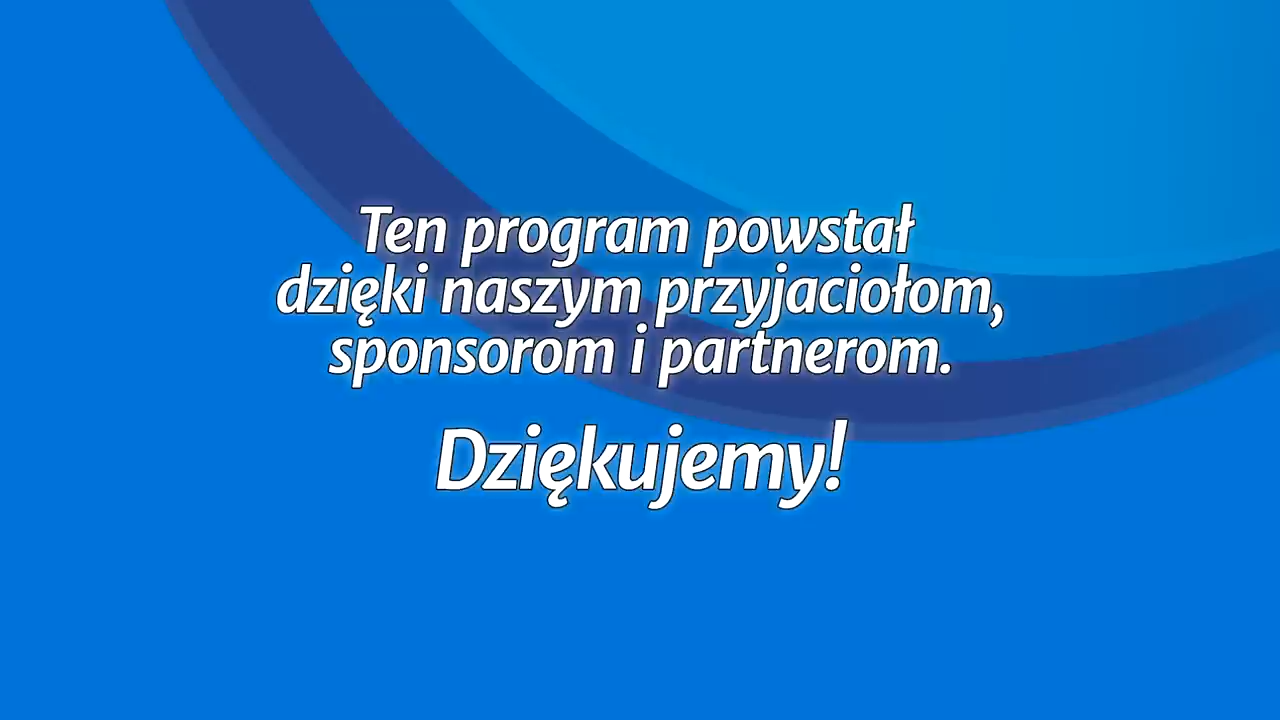 Ten program powstał
dzięki naszym przyjaciołom,
sponsorom i partnerom.
Dziękujemy!